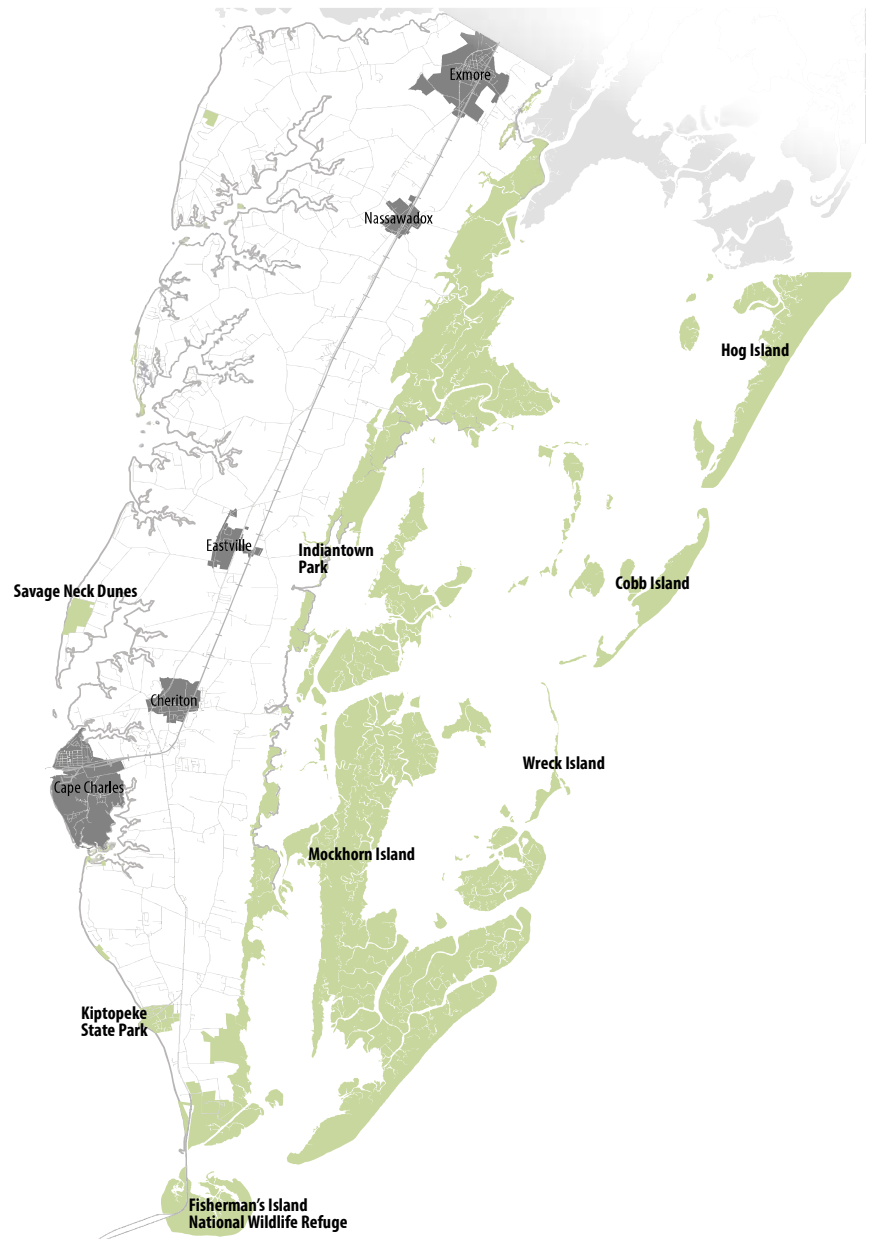 Exmore
Nassawadox
Hog Island
Eastville
Indiantown
Park
Cobb Island
Savage Neck Dunes
Cheriton
Wreck Island
Cape Charles
Mockhorn Island
Kiptopeke
State Park
Fisherman's Island
National Wildlife Refuge